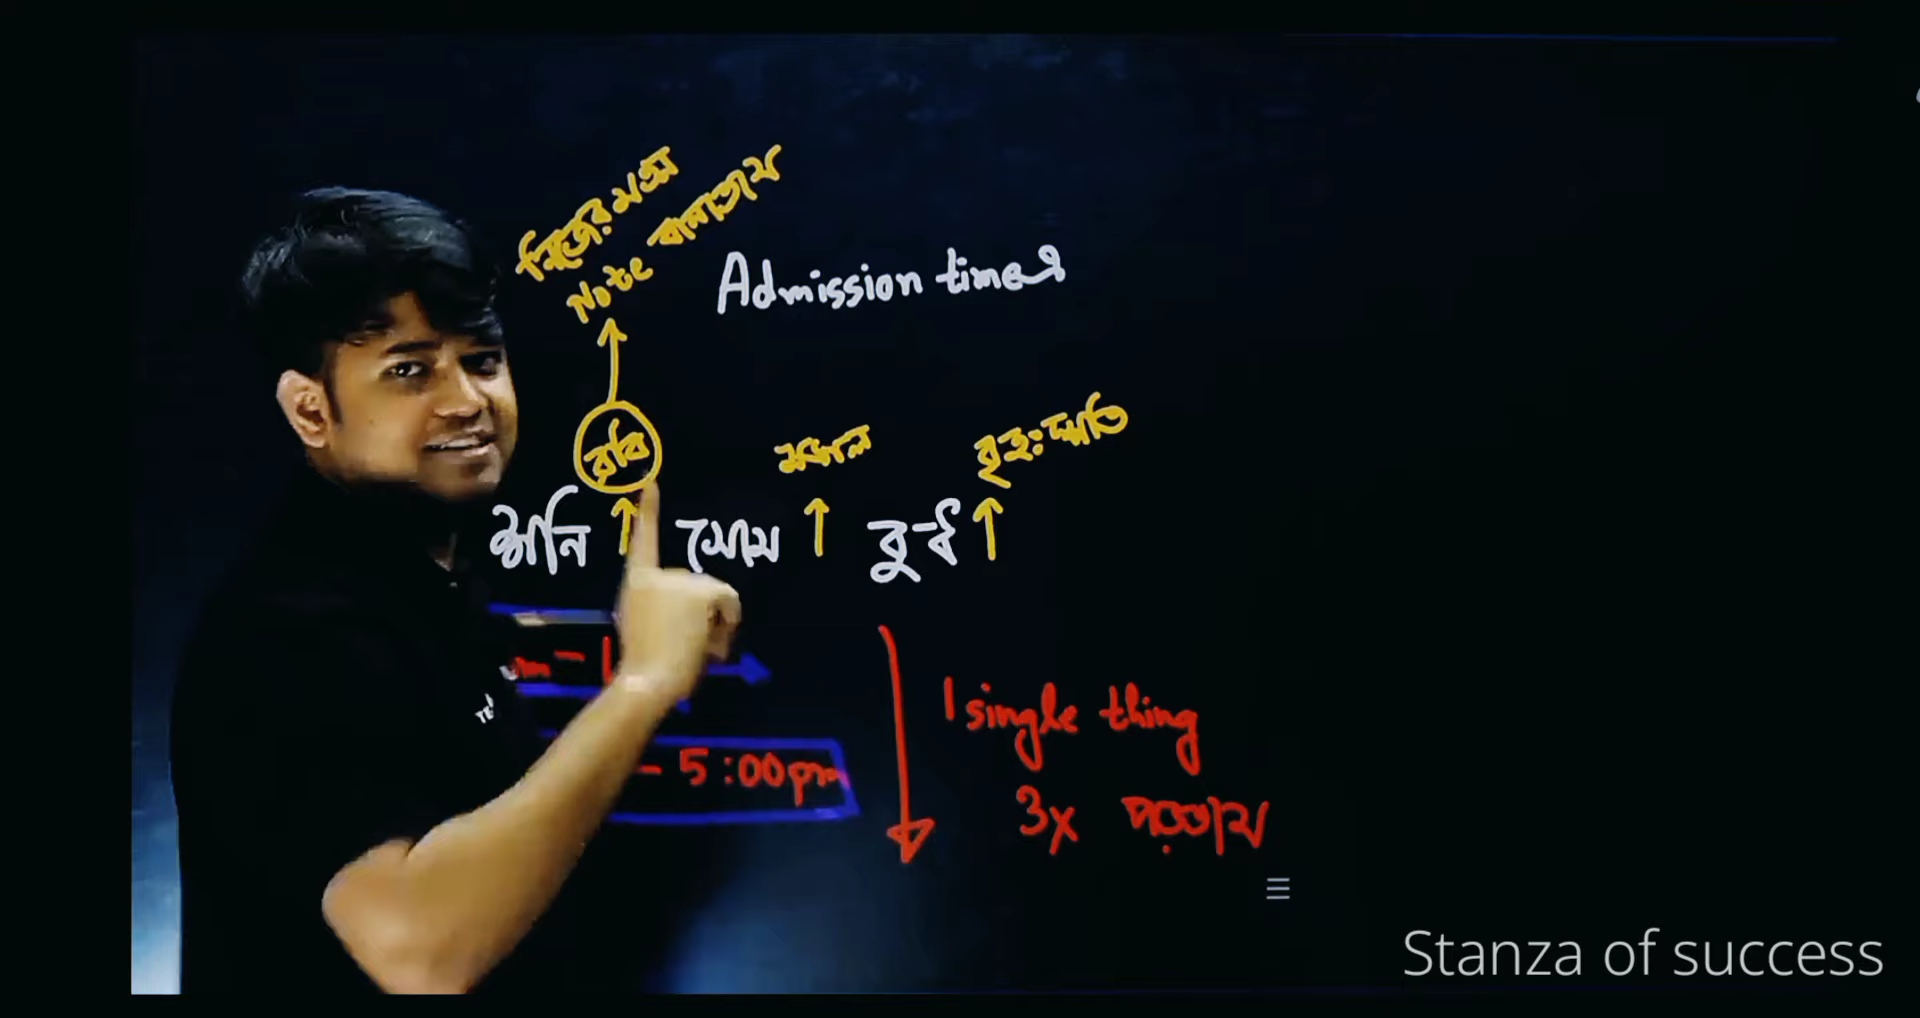 নিজের মতো
Note বানাতাম
Admission time
রবি
মঙ্গল
বৃহঃস্পতি
শনি ↑ সোম ↑ বুধ ↑
1 single thing
- 5:00pm
3x পড়তাম
Stanza of success